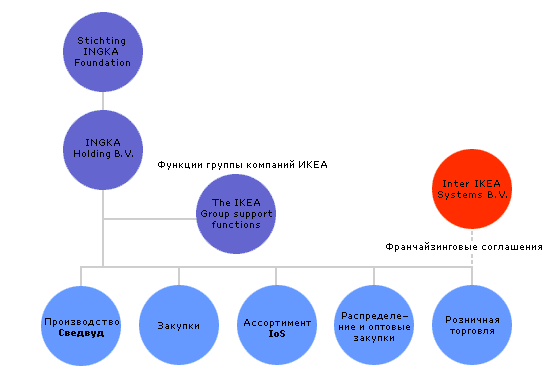 Stichting
INGKA
Foundation
INGKA
Holding B.V.
Функции группы компаний ИКЕА
The IKEA
Group support
functions
Inter IKEA
Systems B.V.
Франчайзинговые соглашения
Производство
Сведвуд
Закупки
Ассортимент
IoS
Распределе-
ние и оптовые
закупки
Розничная
торговля